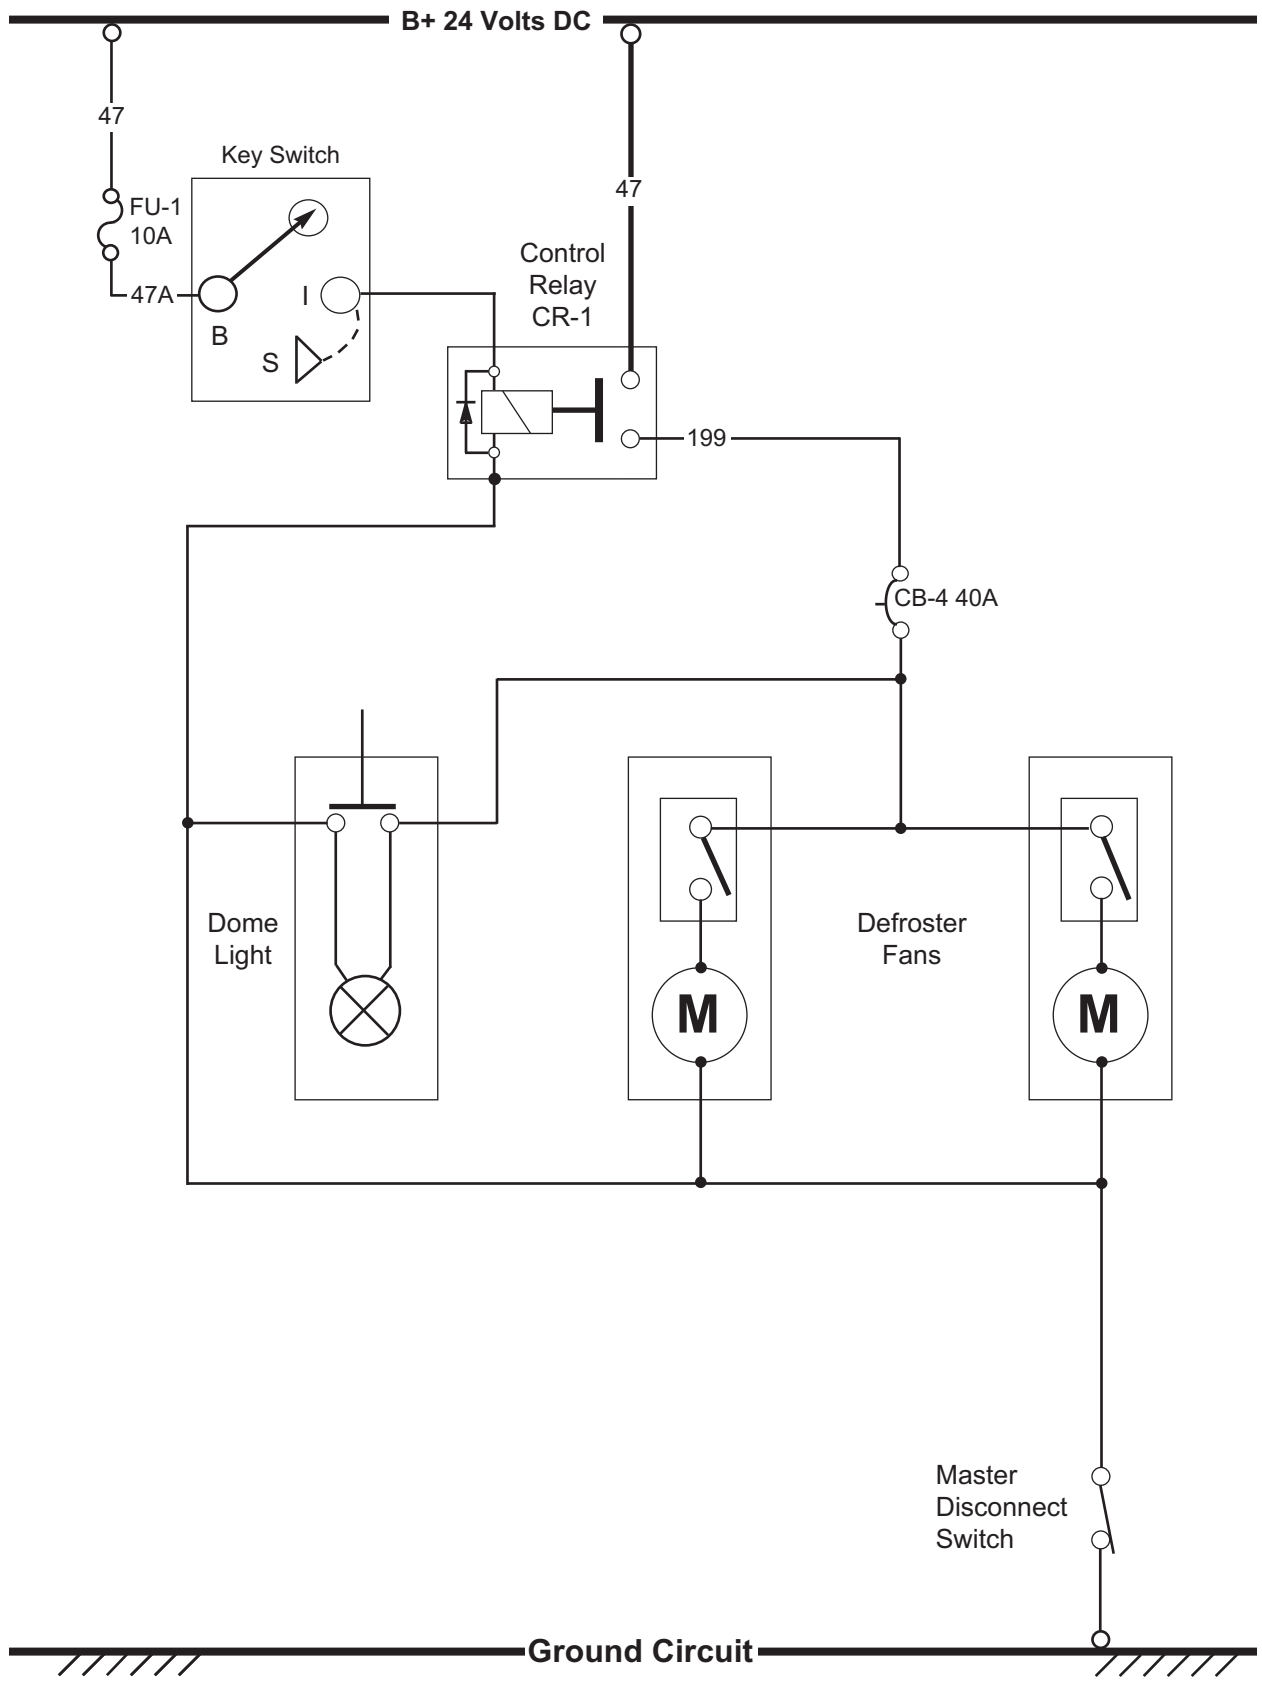 B+ 24 Volts DC
47
Key Switch
47
FU-1
10A
Control
Relay
CR-1
47A
I
B
S
199
CB-4 40A
Dome
Light
Defroster
Fans
M
M
Master
Disconnect
Switch
Ground Circuit